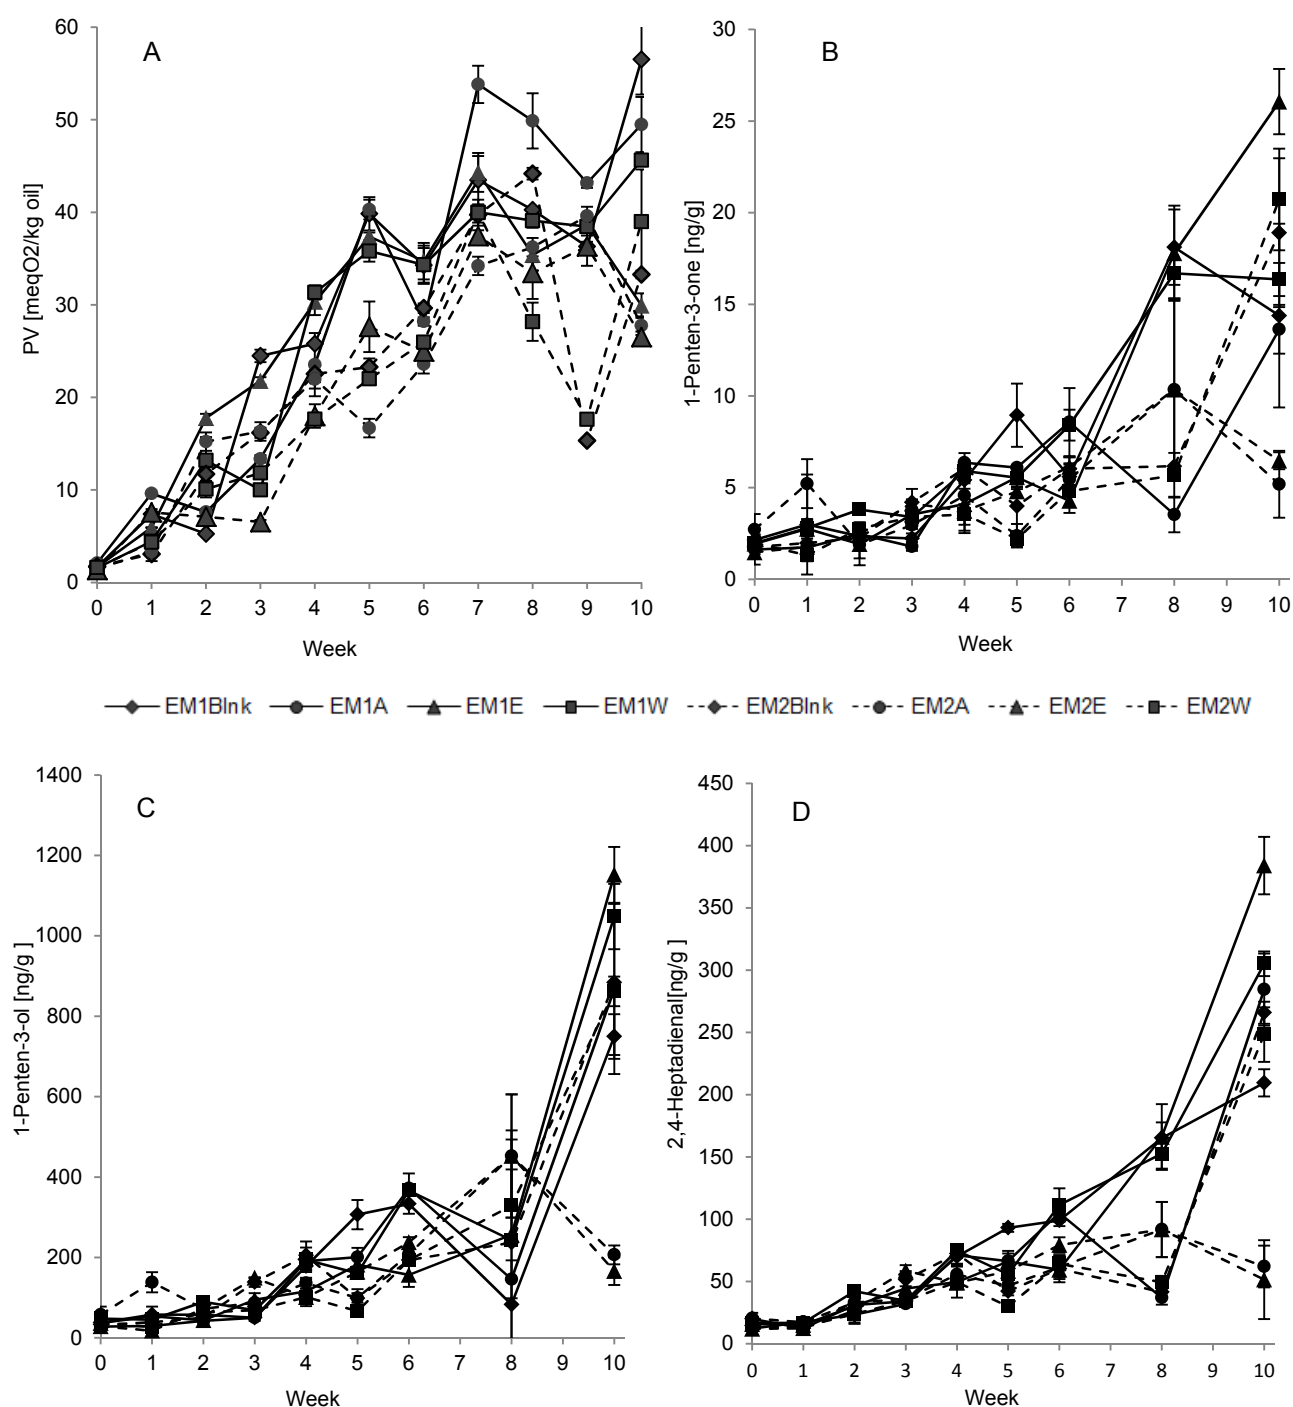 A
60
50
40
30
20
10
0
PV [meqO2/kg oil]
0 1 2 3 4 5 6 7 8 9 10
Week
B
30
25
20
15
10
5
0
1-Penten-3-one [ng/g]
0 1 2 3 4 5 6 7 8 9 10
Week
EM1Blnk EM1A EM1E EM1W EM2Blnk EM2A EM2E EM2W
C
1400
1200
1000
800
600
400
200
0
1-Penten-3-ol [ng/g ]
0 1 2 3 4 5 6 7 8 9 10
Week
D
450
400
350
300
250
200
150
100
50
0
2,4-Heptadienal[ng/g ]
0 1 2 3 4 5 6 7 8 9 10
Week